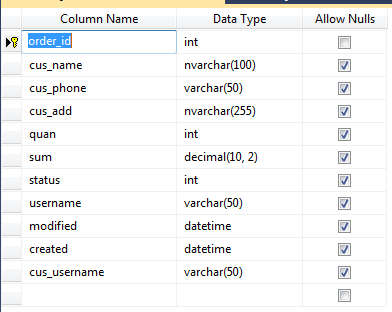 Column Name Data Type Allow Nulls
order_id int
cus_name nvarchar(100)
cus_phone varchar(50)
cus_add nvarchar(255)
quan int
sum decimal(10, 2)
status int
username varchar(50)
modified datetime
created datetime
cus_username varchar(50)